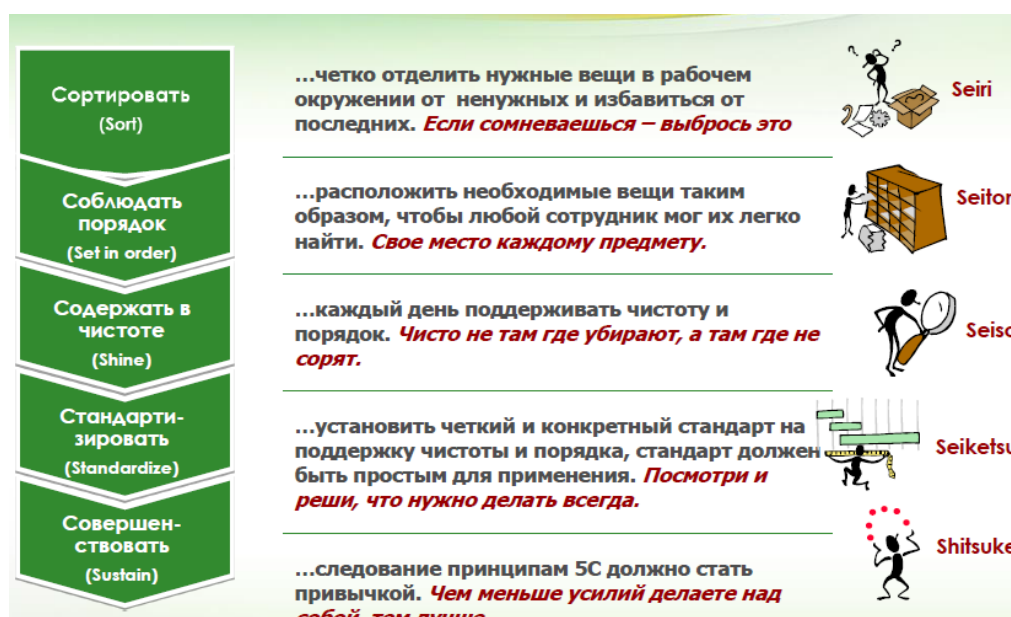 Сортировать
(Sort)
…четко отделить нужные вещи в рабочем
окружении от ненужных и избавиться от
последних. Если сомневаешься – выбрось это
Seiri
Соблюдать
порядок
(Set in order)
…расположить необходимые вещи таким
образом, чтобы любой сотрудник мог их легко
найти. Свое место каждому предмету.
Seiton
Содержать в
чистоте
(Shine)
…каждый день поддерживать чистоту и
порядок. Чисто не там где убирают, а там где не
сорят.
Seiso
Стандарти-
зировать
(Standardize)
…установить четкий и конкретный стандарт на
поддержку чистоты и порядка, стандарт должен
быть простым для применения. Посмотри и
реши, что нужно делать всегда.
Seiketsu
Совершен-
ствовать
(Sustain)
…следование принципам 5С должно стать
привычкой. Чем меньше усилий делаете над
собой, тем лучше
Shitsuke